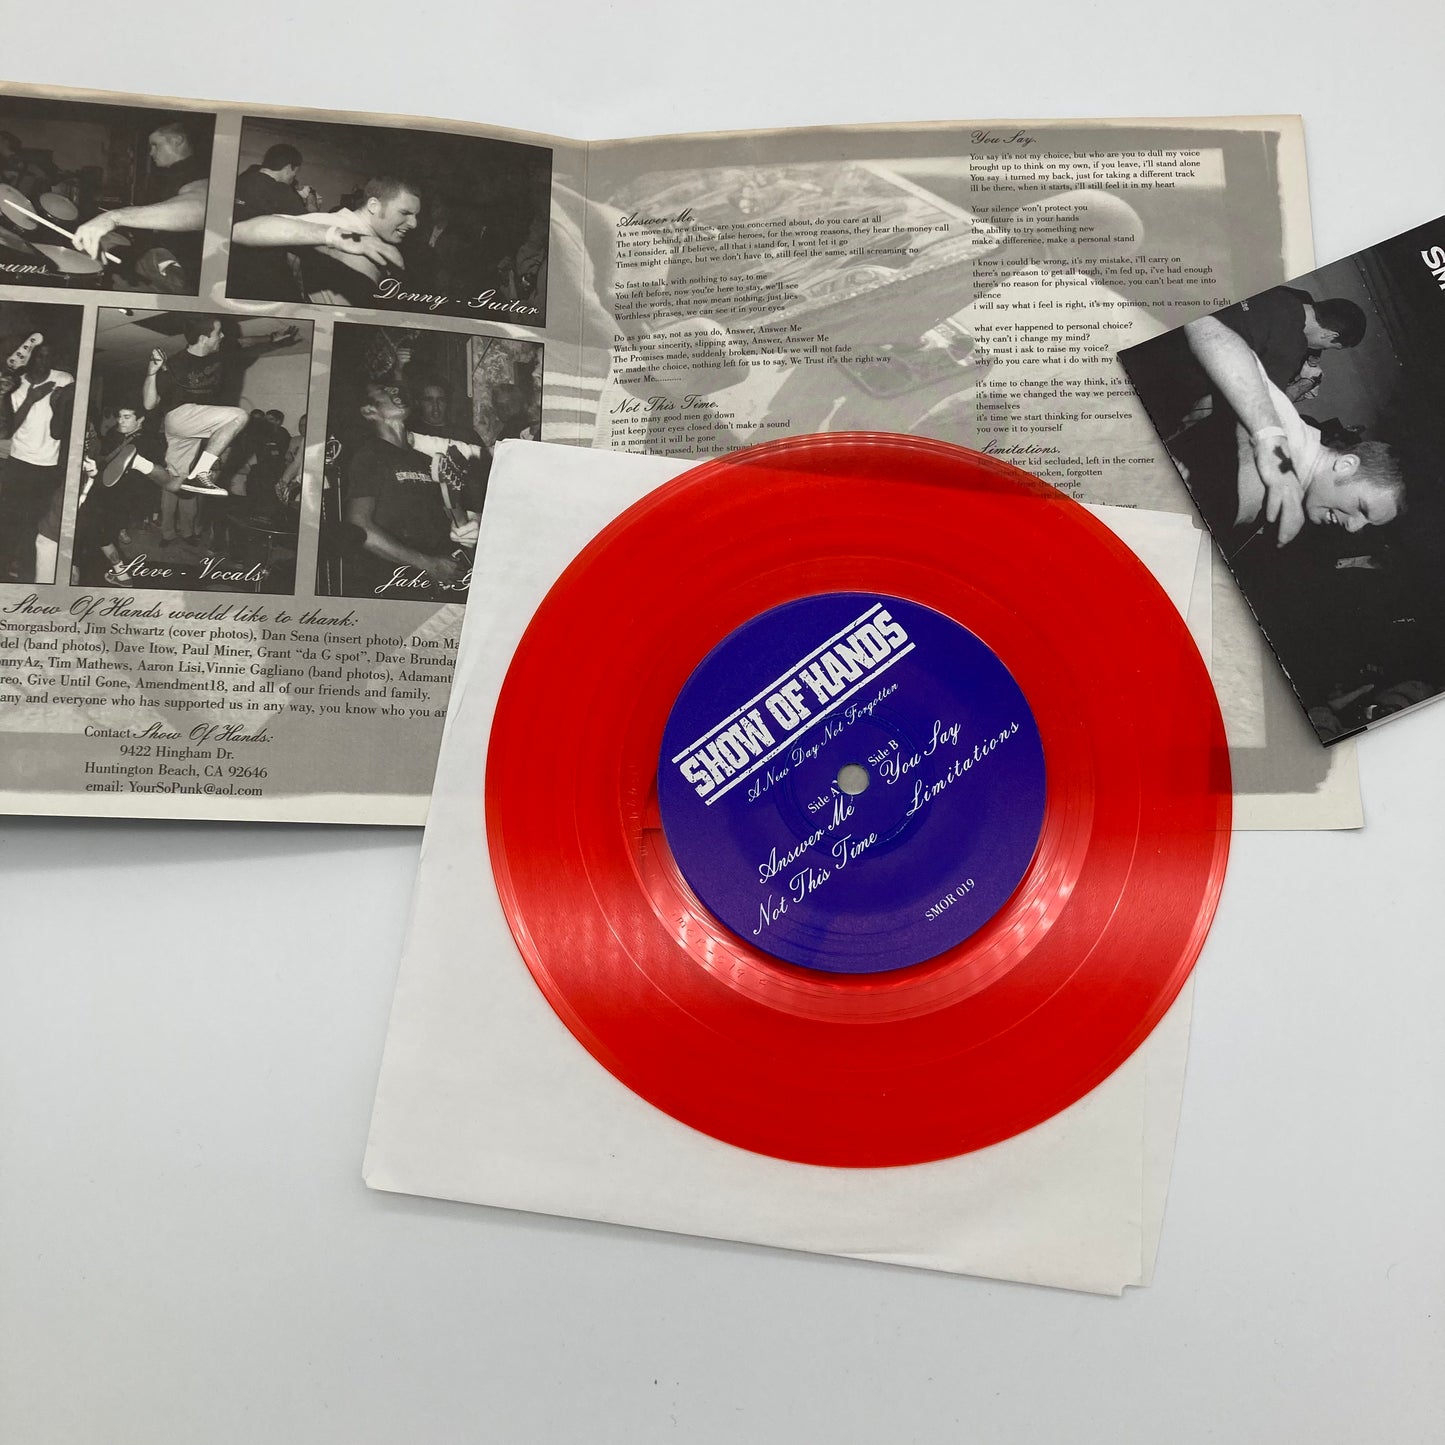 Donny - Guitar
Steve - Vocals
Jake -
Show Of Hands would like to thank:
Smorgasbord, Jim Schwartz (cover photos), Dan Sena (insert photo), Dom
(band photos), Dave Itow, Paul Miner, Grant “da G spot”, Dave
Tim Mathews, Aaron Lisi,Vinnie Gagliano (band photos),
Give Until Gone, Amendment18, and all of our friends and family.
and everyone who has supported us in any way, you know who you
Contact Show Of Hands:
9422 Hingham Dr.
Huntington Beach, CA 92646
email: YourSoPunk@aol.com
Answer Me.
As we move to, new times, are you concerned about, do you care at all
The story behind, all these false heroes, for the wrong reasons, they hear the money call
As I consider, all I believe, all that i stand for, I wont let it go
Times might change, but we don't have to, still feel the same, still screaming no
So fast to talk, with nothing to say, to me
You left before, now you're here to stay, we'll see
Steal the words, that now mean nothing, just lies
Worthless phrases, we can see it in your eyes
Do as you say, not as you do, Answer, Answer Me
Watch your sincerity, slipping away, Answer, Answer Me
The Promises made, suddenly broken, Not Us we will not fade
we made the choice, nothing left for us to say, We Trust it's the right way
Answer Me...........
Not This Time.
seen to many good men go down
just keep your eyes closed don't make a sound
in a moment it will be gone
has passed, but the
You Say.
You say it's not my choice, but who are you to dull my voice
brought up to think on my own, if you leave, i'll stand alone
You say i turned my back, just for taking a different track
ill be there, when it starts, i'll still feel it in my heart
Your silence won't protect you
your future is in your hands
the ability to try something new
make a difference, make a personal stand
i know i could be wrong, it's my mistake, i'll carry on
there's no reason to get all tough, i'm fed up, i've had enough
there's no reason for physical violence, you can't beat me into
silence
i will say what i feel is right, it's my opinion, not a reason to fight
what ever happened to personal choice?
why can't i change my mind?
why must i ask to raise my voice?
why do you care what i do with my
it's time to change the way think, it's
it's time we changed the way we
themselves
it's time we start thinking for ourselves
you owe it to yourself
Limitations.
other kid secluded, left in the corner
unspoken, forgotten
people
for
move
SHOW OF HANDS
A New Day Not Forgotten
Side A
Answer Me
Not This Time
Side B
You Say
Limitations
SMOR 019